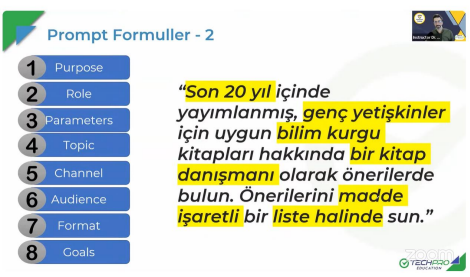 Prompt Formuller - 2
1 Purpose
2 Role
3 Parameters
4 Topic
5 Channel
6 Audience
7 Format
8 Goals
“Son 20 yıl içinde
yayımlanmış, genç yetişkinler
için uygun bilim kurgu
kitapları hakkında bir kitap
danışmanı olarak önerilerde
bulun. Önerilerini madde
işaretli bir liste halinde sun.”
zoom
TECHPRO
EDUCATION